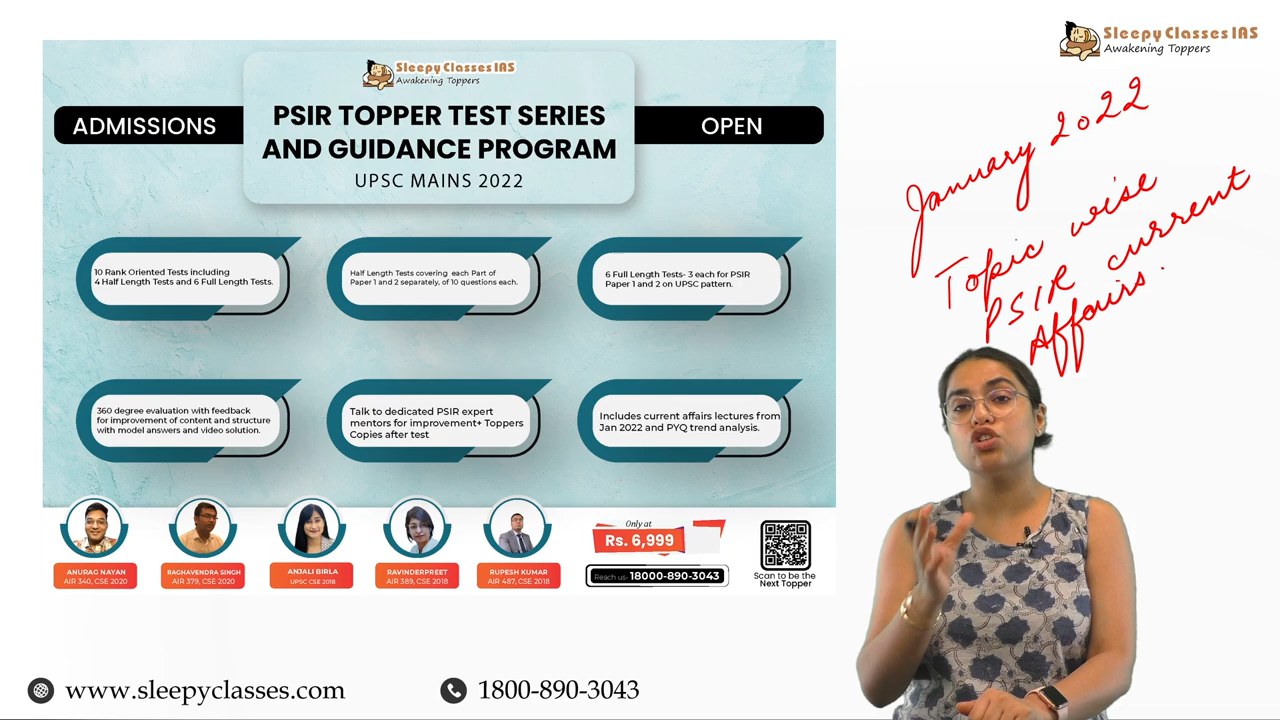 Sleepy Classes IAS
Awakening Toppers
Sleepy Classes IAS
Awakening Toppers
ADMISSIONS
PSIR TOPPER TEST SERIES
AND GUIDANCE PROGRAM
UPSC MAINS 2022
OPEN
January 2022
Topic wise
PSIR current
Affairs.
10 Rank Oriented Tests including
4 Half Length Tests and 6 Full Length Tests.
Half Length Tests covering each Part of
Paper 1 and 2 separately, of 10 questions each.
6 Full Length Tests- 3 each for PSIR
Paper 1 and 2 on UPSC pattern.
360 degree evaluation with feedback
for improvement of content and structure
with model answers and video solution.
Talk to dedicated PSIR expert
mentors for improvement+ Toppers
Copies after test
Includes current affairs lectures from
Jan 2022 and PYQ trend analysis.
ANURAG NAYAN
AIR 340, CSE 2020
RAGHAVENDRA SINGH
AIR 379, CSE 2020
ANJALI BIRLA
UPSC CSE 2018
RAVINDERPREET
AIR 389, CSE 2018
RUPESH KUMAR
AIR 487, CSE 2018
Only at
Rs. 6,999
Reach us- 18000-890-3043
Scan to be the
Next Topper
www.sleepyclasses.com
1800-890-3043